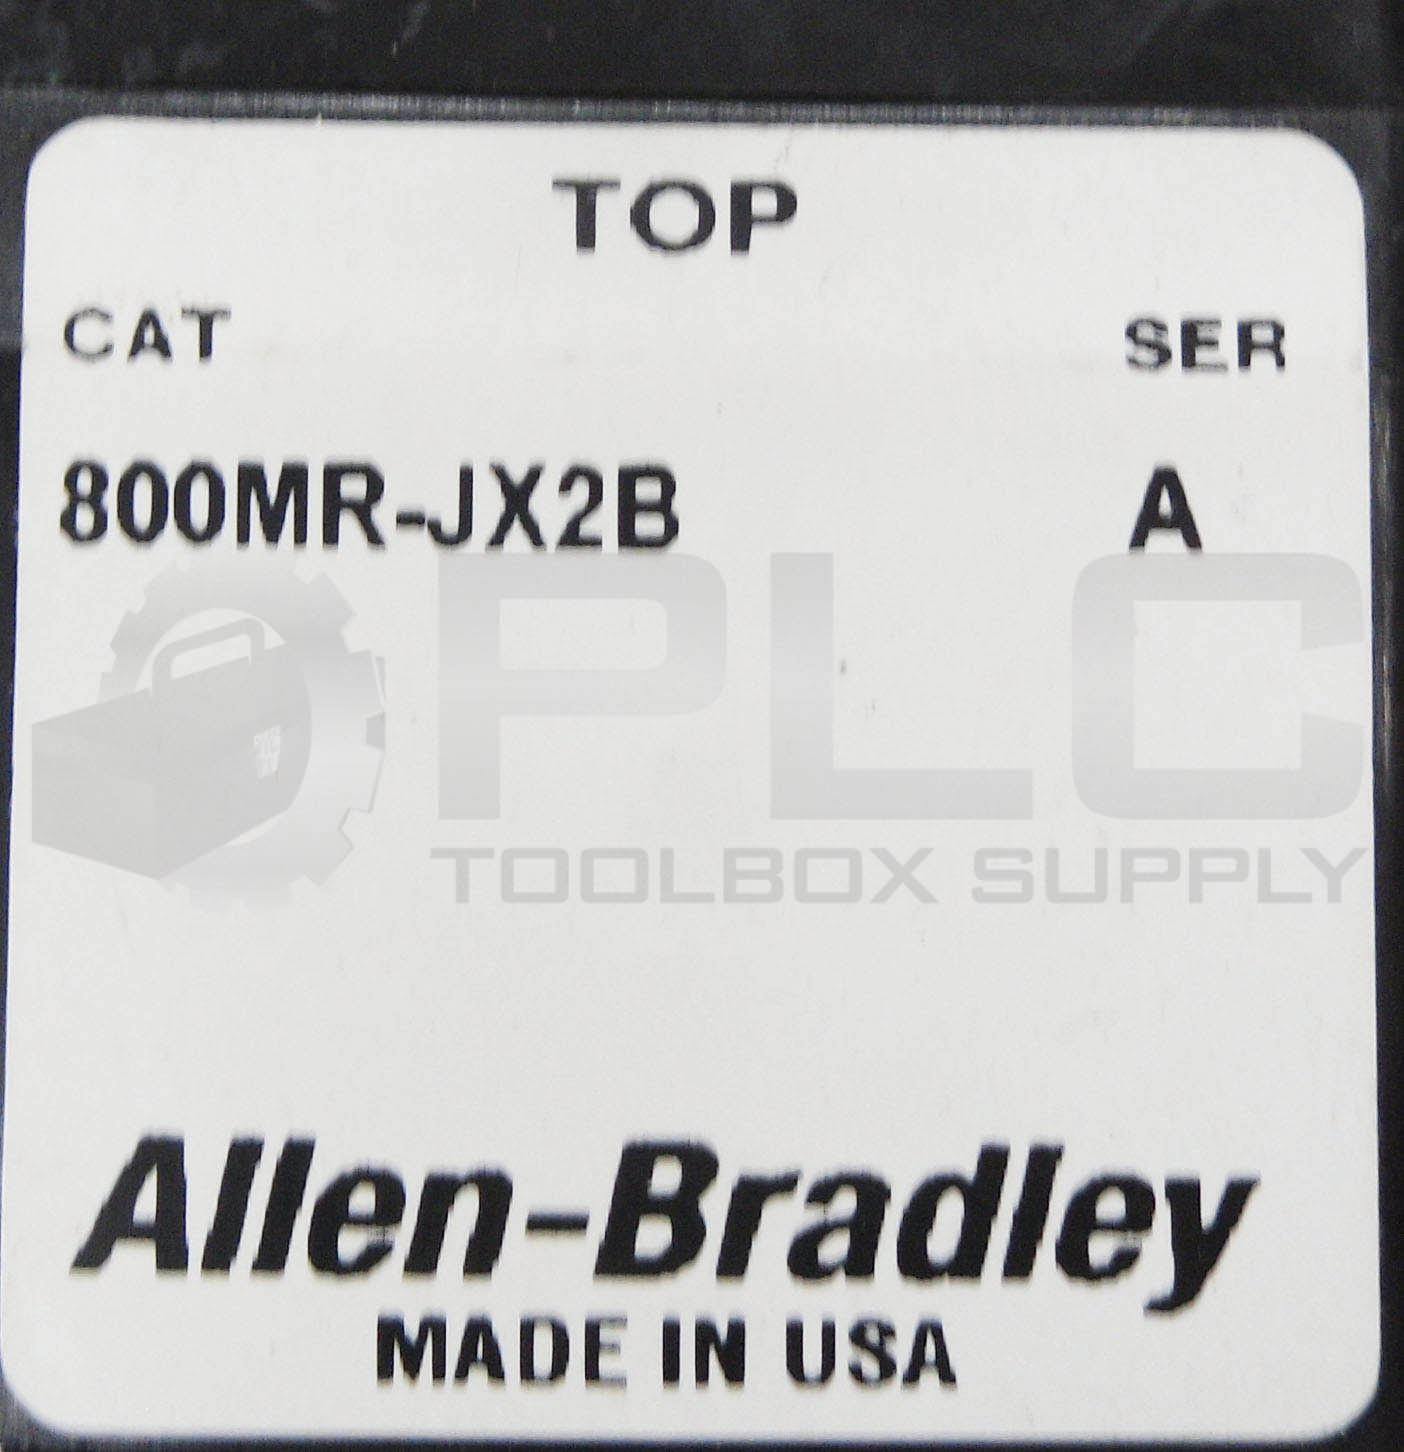 TOP
CAT SER
800MR-JX2B A
PLC
TOOLBOX SUPPLY
Allen-Bradley
MADE IN USA